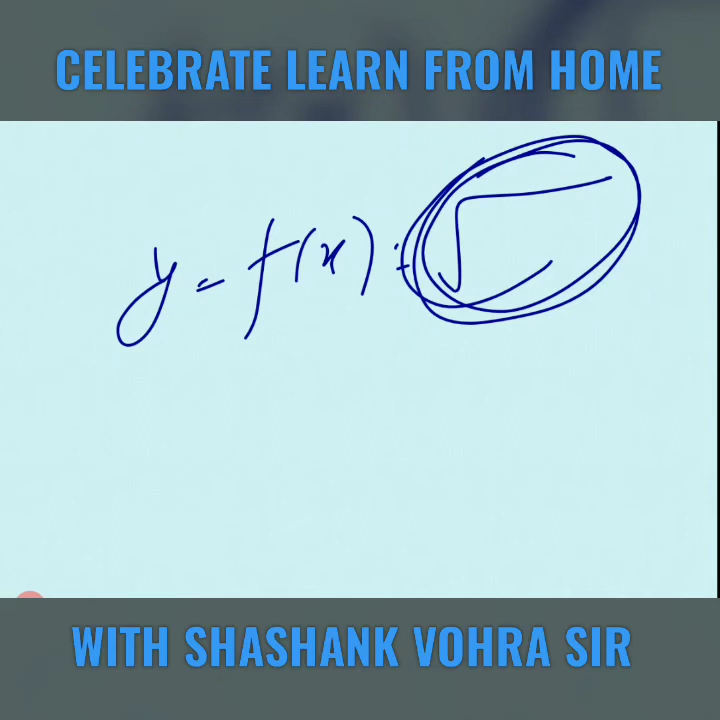 CELEBRATE LEARN FROM HOME
y = f(x) = √
WITH SHASHANK VOHRA SIR